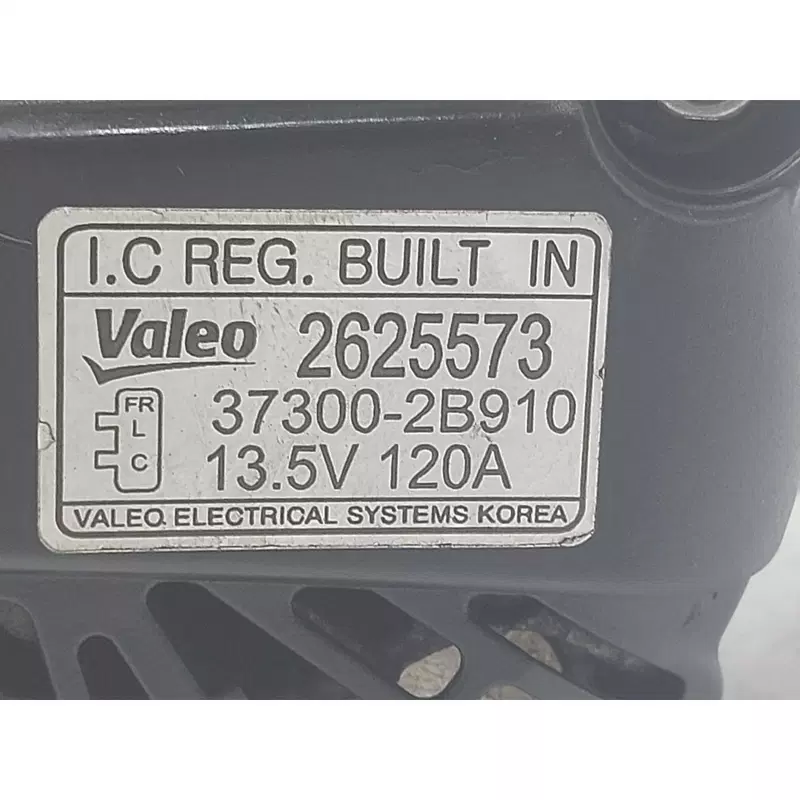 I.C REG. BUILT IN
Valeo 2625573
FR
L
C
37300-2B910
13.5V 120A
VALEO ELECTRICAL SYSTEMS KOREA